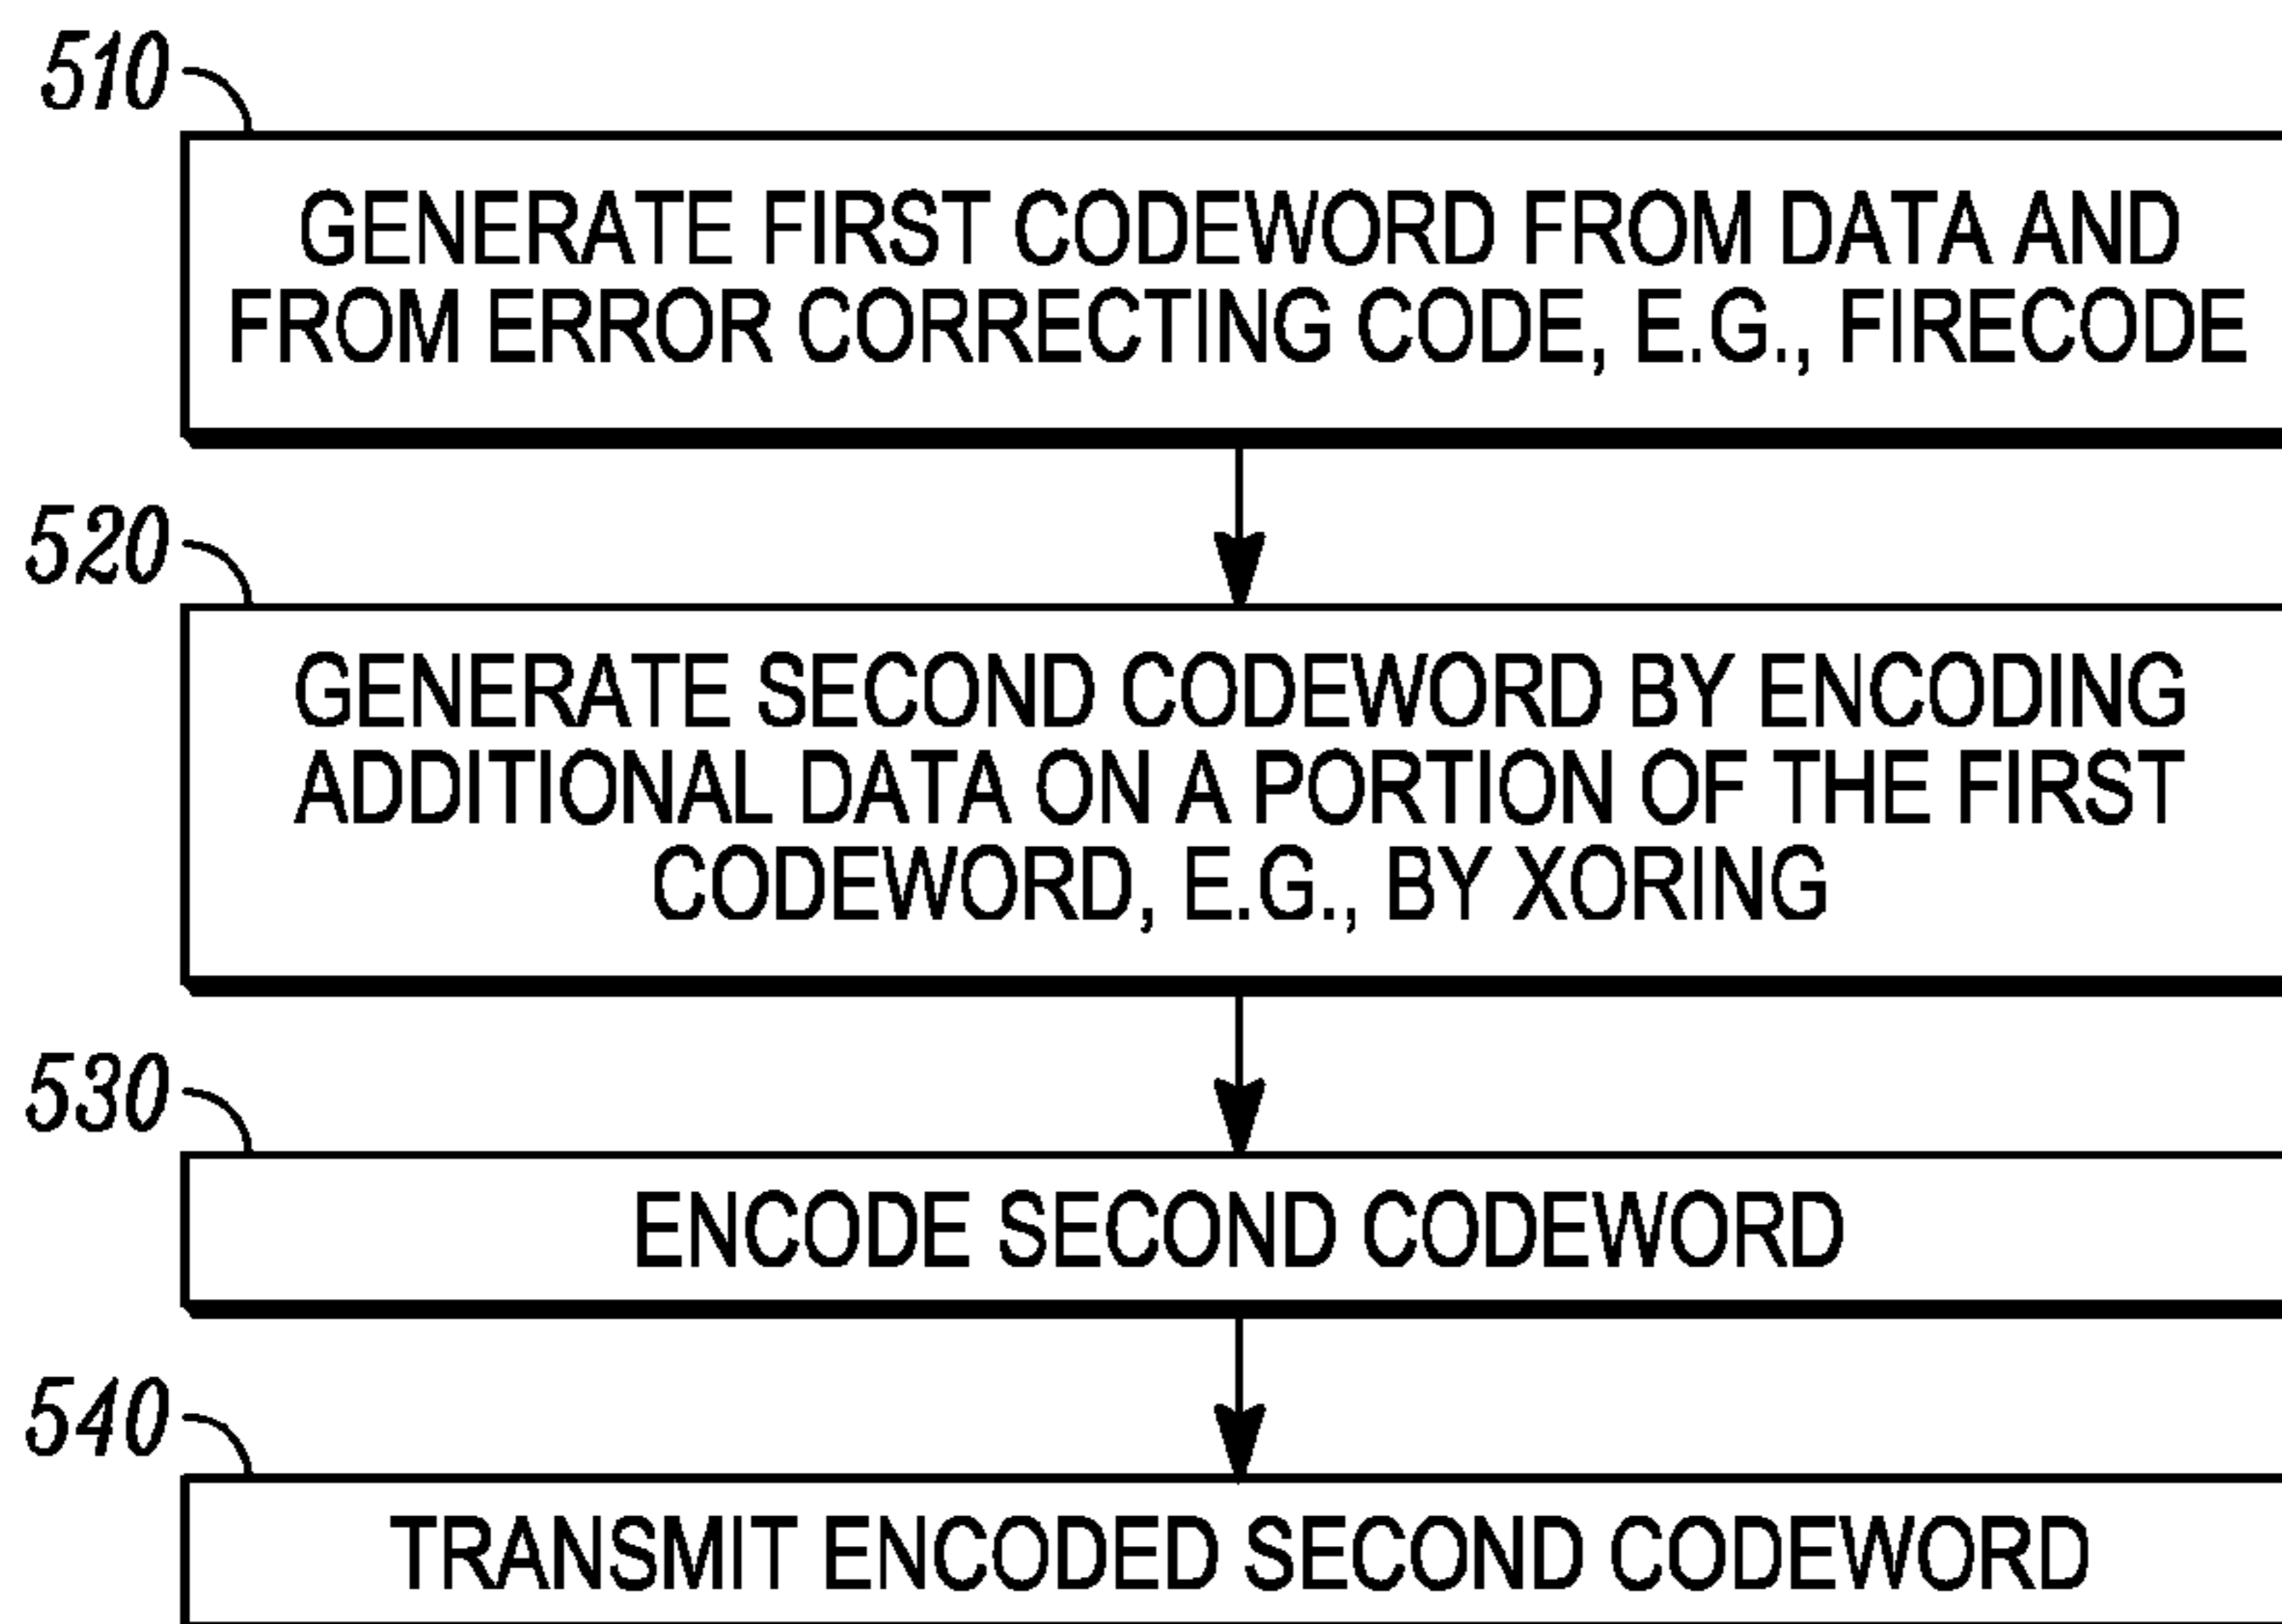 510
GENERATE FIRST CODEWORD FROM DATA AND
FROM ERROR CORRECTING CODE, E.G., FIRECODE
520
GENERATE SECOND CODEWORD BY ENCODING
ADDITIONAL DATA ON A PORTION OF THE FIRST
CODEWORD, E.G., BY XORING
530
ENCODE SECOND CODEWORD
540
TRANSMIT ENCODED SECOND CODEWORD